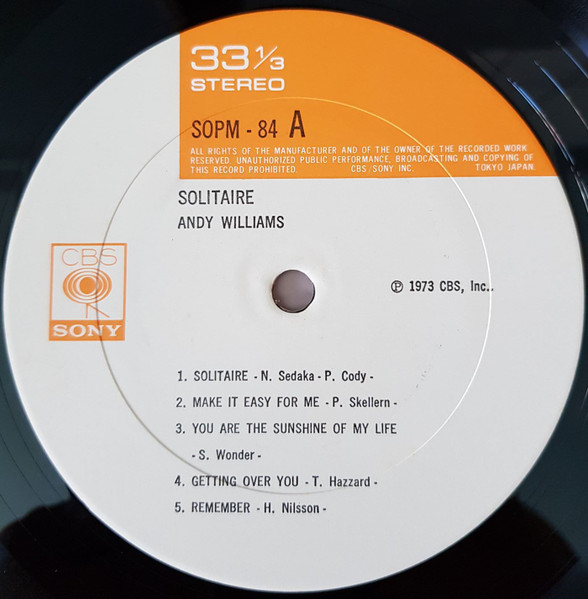 33 1/3
STEREO
SOPM - 84 A
ALL RIGHTS OF THE MANUFACTURER AND OF THE OWNER OF THE RECORDED WORK
RESERVED. UNAUTHORIZED PUBLIC PERFORMANCE, BROADCASTING AND COPYING OF
THIS RECORD PROHIBITED. CBS/SONY INC. TOKYO JAPAN.
SOLITAIRE
ANDY WILLIAMS
CBS
SONY
℗ 1973 CBS, Inc..
1. SOLITAIRE - N. Sedaka - P. Cody -
2. MAKE IT EASY FOR ME - P. Skellern -
3. YOU ARE THE SUNSHINE OF MY LIFE
- S. Wonder -
4. GETTING OVER YOU - T. Hazzard -
5. REMEMBER - H. Nilsson -